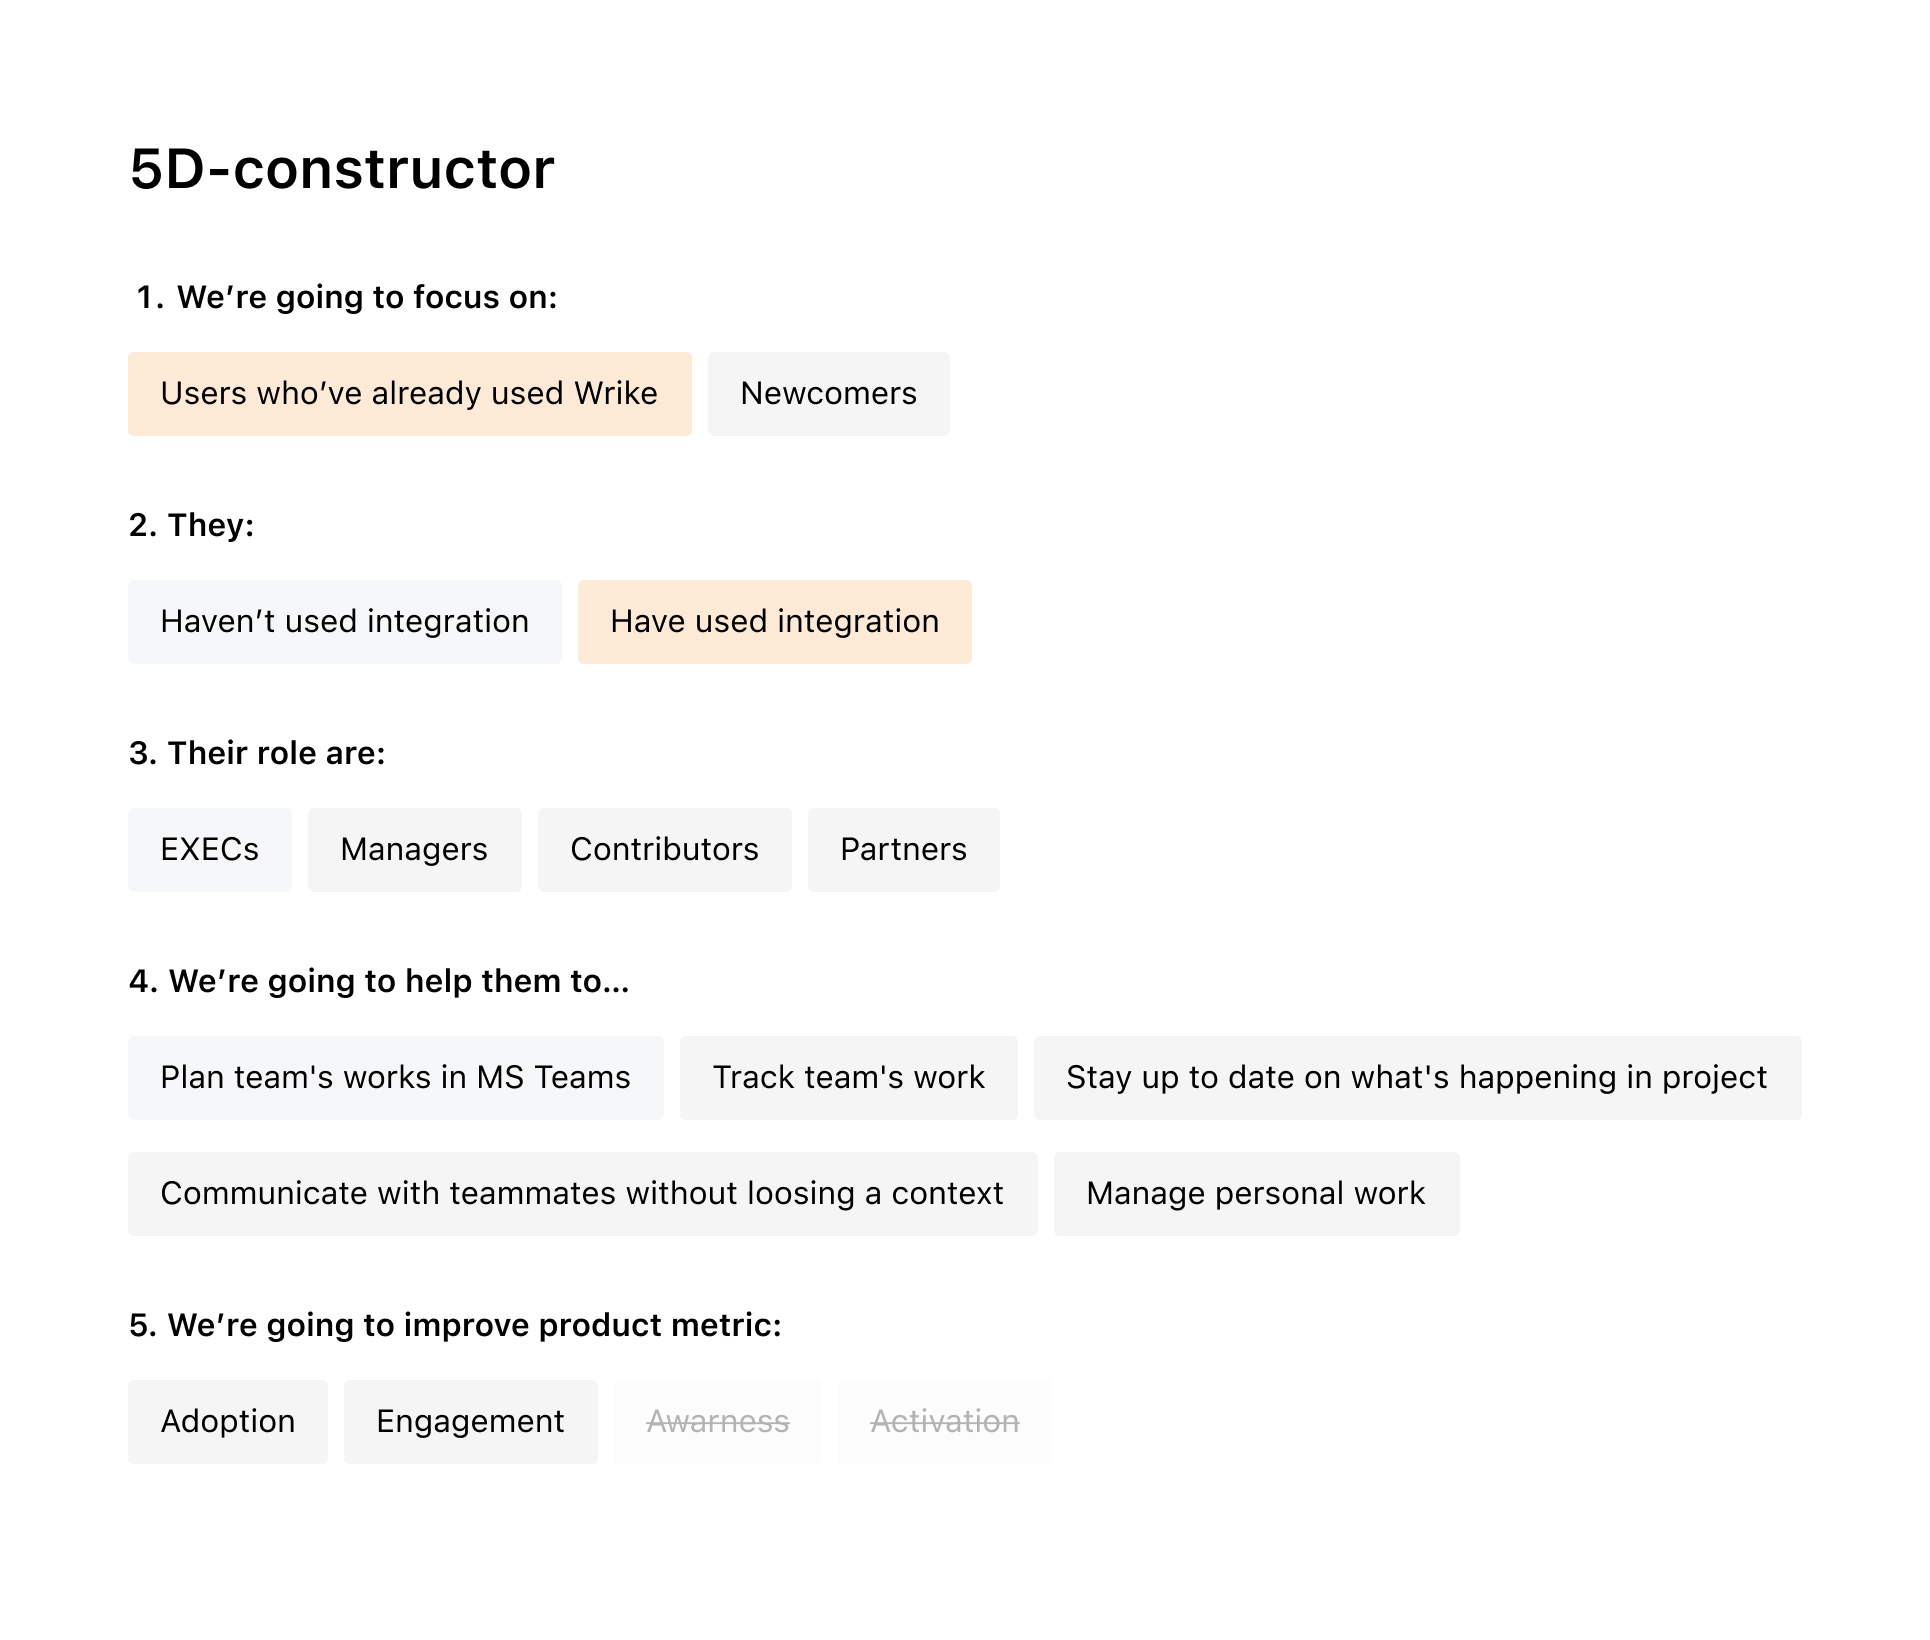 5D-constructor
1. We’re going to focus on:
Users who’ve already used Wrike Newcomers
2. They:
Haven’t used integration Have used integration
3. Their role are:
EXECs Managers Contributors Partners
4. We’re going to help them to...
Plan team's works in MS Teams Track team's work Stay up to date on what's happening in project
Communicate with teammates without loosing a context Manage personal work
5. We’re going to improve product metric:
Adoption Engagement Awarness Activation